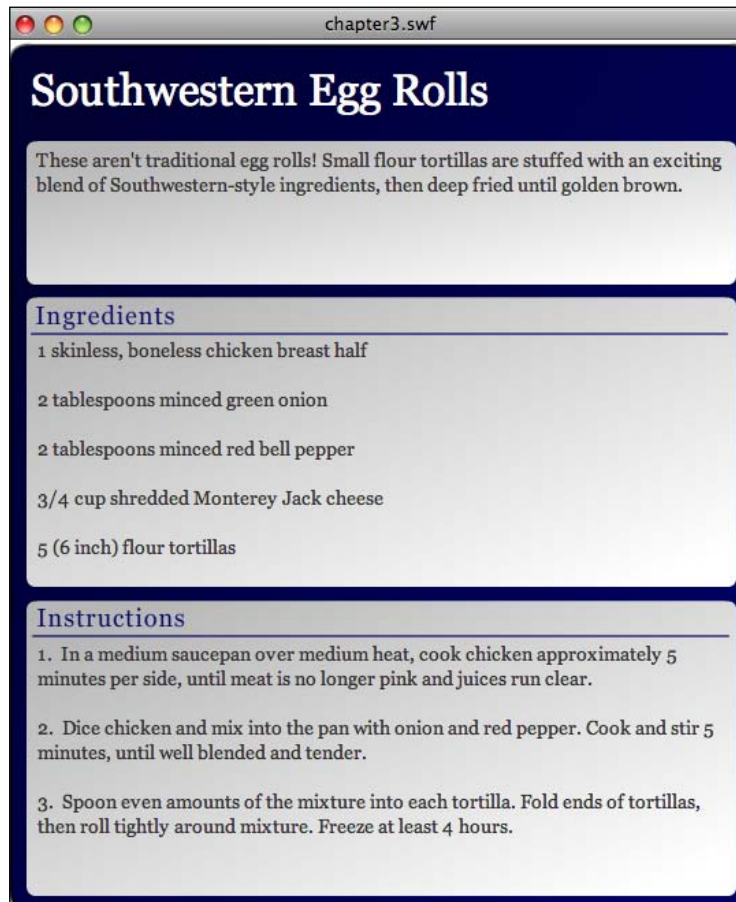 chapter3.swf
Southwestern Egg Rolls
These aren't traditional egg rolls! Small flour tortillas are stuffed with an exciting
blend of Southwestern-style ingredients, then deep fried until golden brown.
Ingredients
1 skinless, boneless chicken breast half
2 tablespoons minced green onion
2 tablespoons minced red bell pepper
3/4 cup shredded Monterey Jack cheese
5 (6 inch) flour tortillas
Instructions
1. In a medium saucepan over medium heat, cook chicken approximately 5
minutes per side, until meat is no longer pink and juices run clear.
2. Dice chicken and mix into the pan with onion and red pepper. Cook and stir 5
minutes, until well blended and tender.
3. Spoon even amounts of the mixture into each tortilla. Fold ends of tortillas,
then roll tightly around mixture. Freeze at least 4 hours.